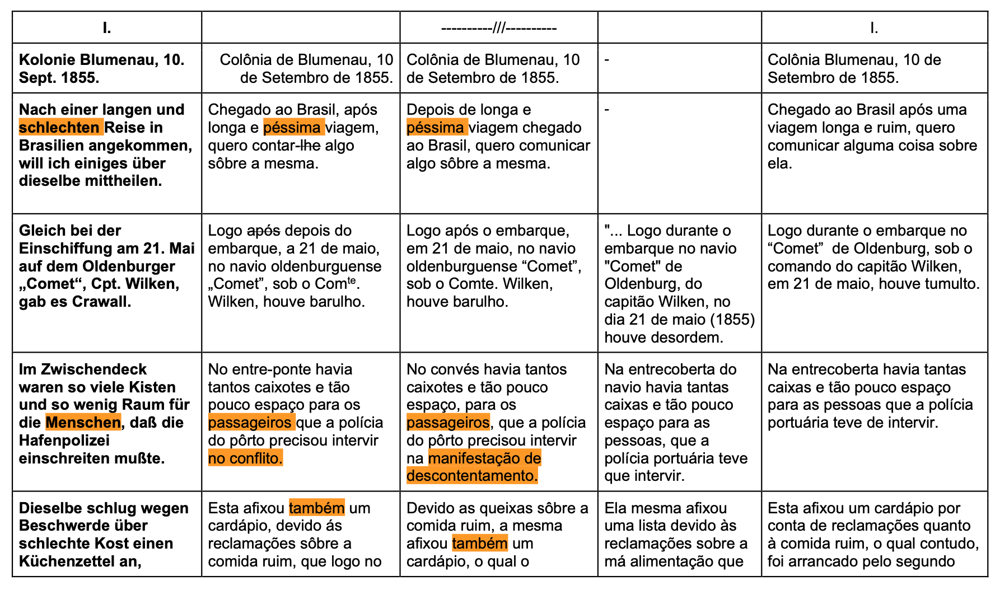 I.
----------///----------
I.
Kolonie Blumenau, 10.
Sept. 1855.
Colônia de Blumenau, 10
de Setembro de 1855.
Colônia de Blumenau, 10
de Setembro de 1855.
-
Colônia Blumenau, 10 de
Setembro de 1855.
Nach einer langen und
schlechten Reise in
Brasilien angekommen,
will ich einiges über
dieselbe mittheilen.
Chegado ao Brasil, após
longa e péssima viagem,
quero contar-lhe algo
sôbre a mesma.
Depois de longa e
péssima viagem chegado
ao Brasil, quero comunicar
algo sôbre a mesma.
-
Chegado ao Brasil após uma
viagem longa e ruim, quero
comunicar alguma coisa sobre
ela.
Gleich bei der
Einschiffung am 21. Mai
auf dem Oldenburger
„Comet“, Cpt. Wilken,
gab es Crawall.
Logo após depois do
embarque, a 21 de maio,
no navio oldenburguense
„Comet”, sob o Comte.
Wilken, houve barulho.
Logo após o embarque,
em 21 de maio, no navio
oldenburguense “Comet”,
sob o Comte. Wilken,
houve barulho.
"... Logo durante o
embarque no navio
"Comet" de
Oldenburg, do
capitão Wilken, no
dia 21 de maio (1855)
houve desordem.
Logo durante o embarque no
“Comet” de Oldenburg, sob o
comando do capitão Wilken,
em 21 de maio, houve tumulto.
Im Zwischendeck
waren so viele Kisten
und so wenig Raum für
die Menschen, daß die
Hafenpolizei
einschreiten mußte.
No entre-ponte havia
tantos caixotes e tão
pouco espaço para os
passageiros que a polícia
do pôrto precisou intervir
no conflito.
No convés havia tantos
caixotes e tão pouco
espaço, para os
passageiros, que a polícia
do pôrto precisou intervir
na manifestação de
descontentamento.
Na entrecoberta do
navio havia tantas
caixas e tão pouco
espaço para as
pessoas, que a
polícia portuária teve
que intervir.
Na entrecoberta havia tantas
caixas e tão pouco espaço
para as pessoas que a polícia
portuária teve de intervir.
Dieselbe schlug wegen
Beschwerde über
schlechte Kost einen
Küchenzettel an,
Esta afixou também um
cardápio, devido ás
reclamações sôbre a
comida ruim, que logo no
Devido as queixas sôbre a
comida ruim, a mesma
afixou também um
cardápio, o qual o
Ela mesma afixou
uma lista devido às
reclamações sobre a
má alimentação que
Esta afixou um cardápio por
conta de reclamações quanto
à comida ruim, o qual contudo,
foi arrancado pelo segundo